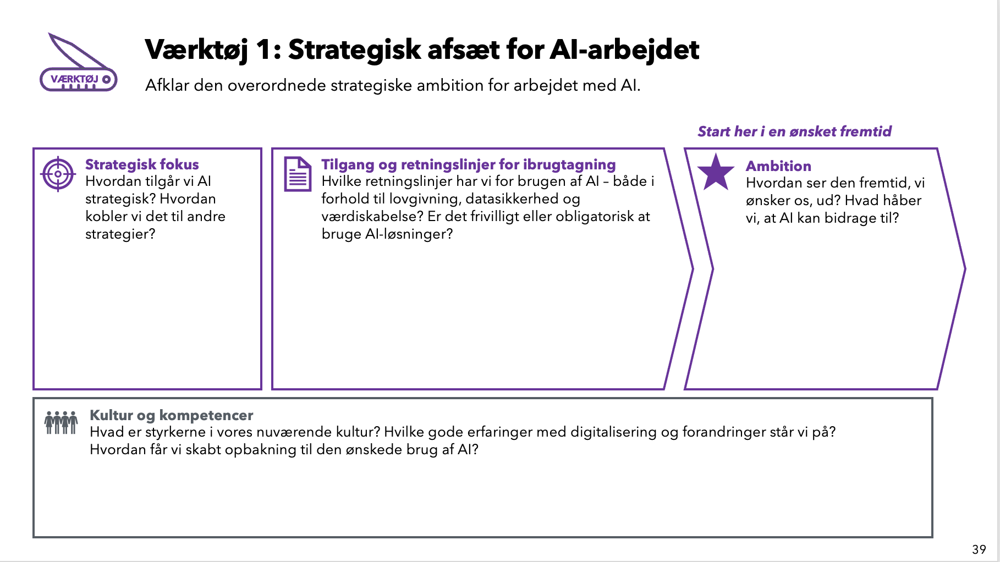 VÆRKTØJ
Værktøj 1: Strategisk afsæt for AI-arbejdet
Afklar den overordnede strategiske ambition for arbejdet med AI.
Start her i en ønsket fremtid
Strategisk fokus
Hvordan tilgår vi AI
strategisk? Hvordan
kobler vi det til andre
strategier?
Tilgang og retningslinjer for ibrugtagning
Hvilke retningslinjer har vi for brugen af AI – både i
forhold til lovgivning, datasikkerhed og
værdiskabelse? Er det frivilligt eller obligatorisk at
bruge AI-løsninger?
Ambition
Hvordan ser den fremtid, vi
ønsker os, ud? Hvad håber
vi, at AI kan bidrage til?
Kultur og kompetencer
Hvad er styrkerne i vores nuværende kultur? Hvilke gode erfaringer med digitalisering og forandringer står vi på?
Hvordan får vi skabt opbakning til den ønskede brug af AI?
39